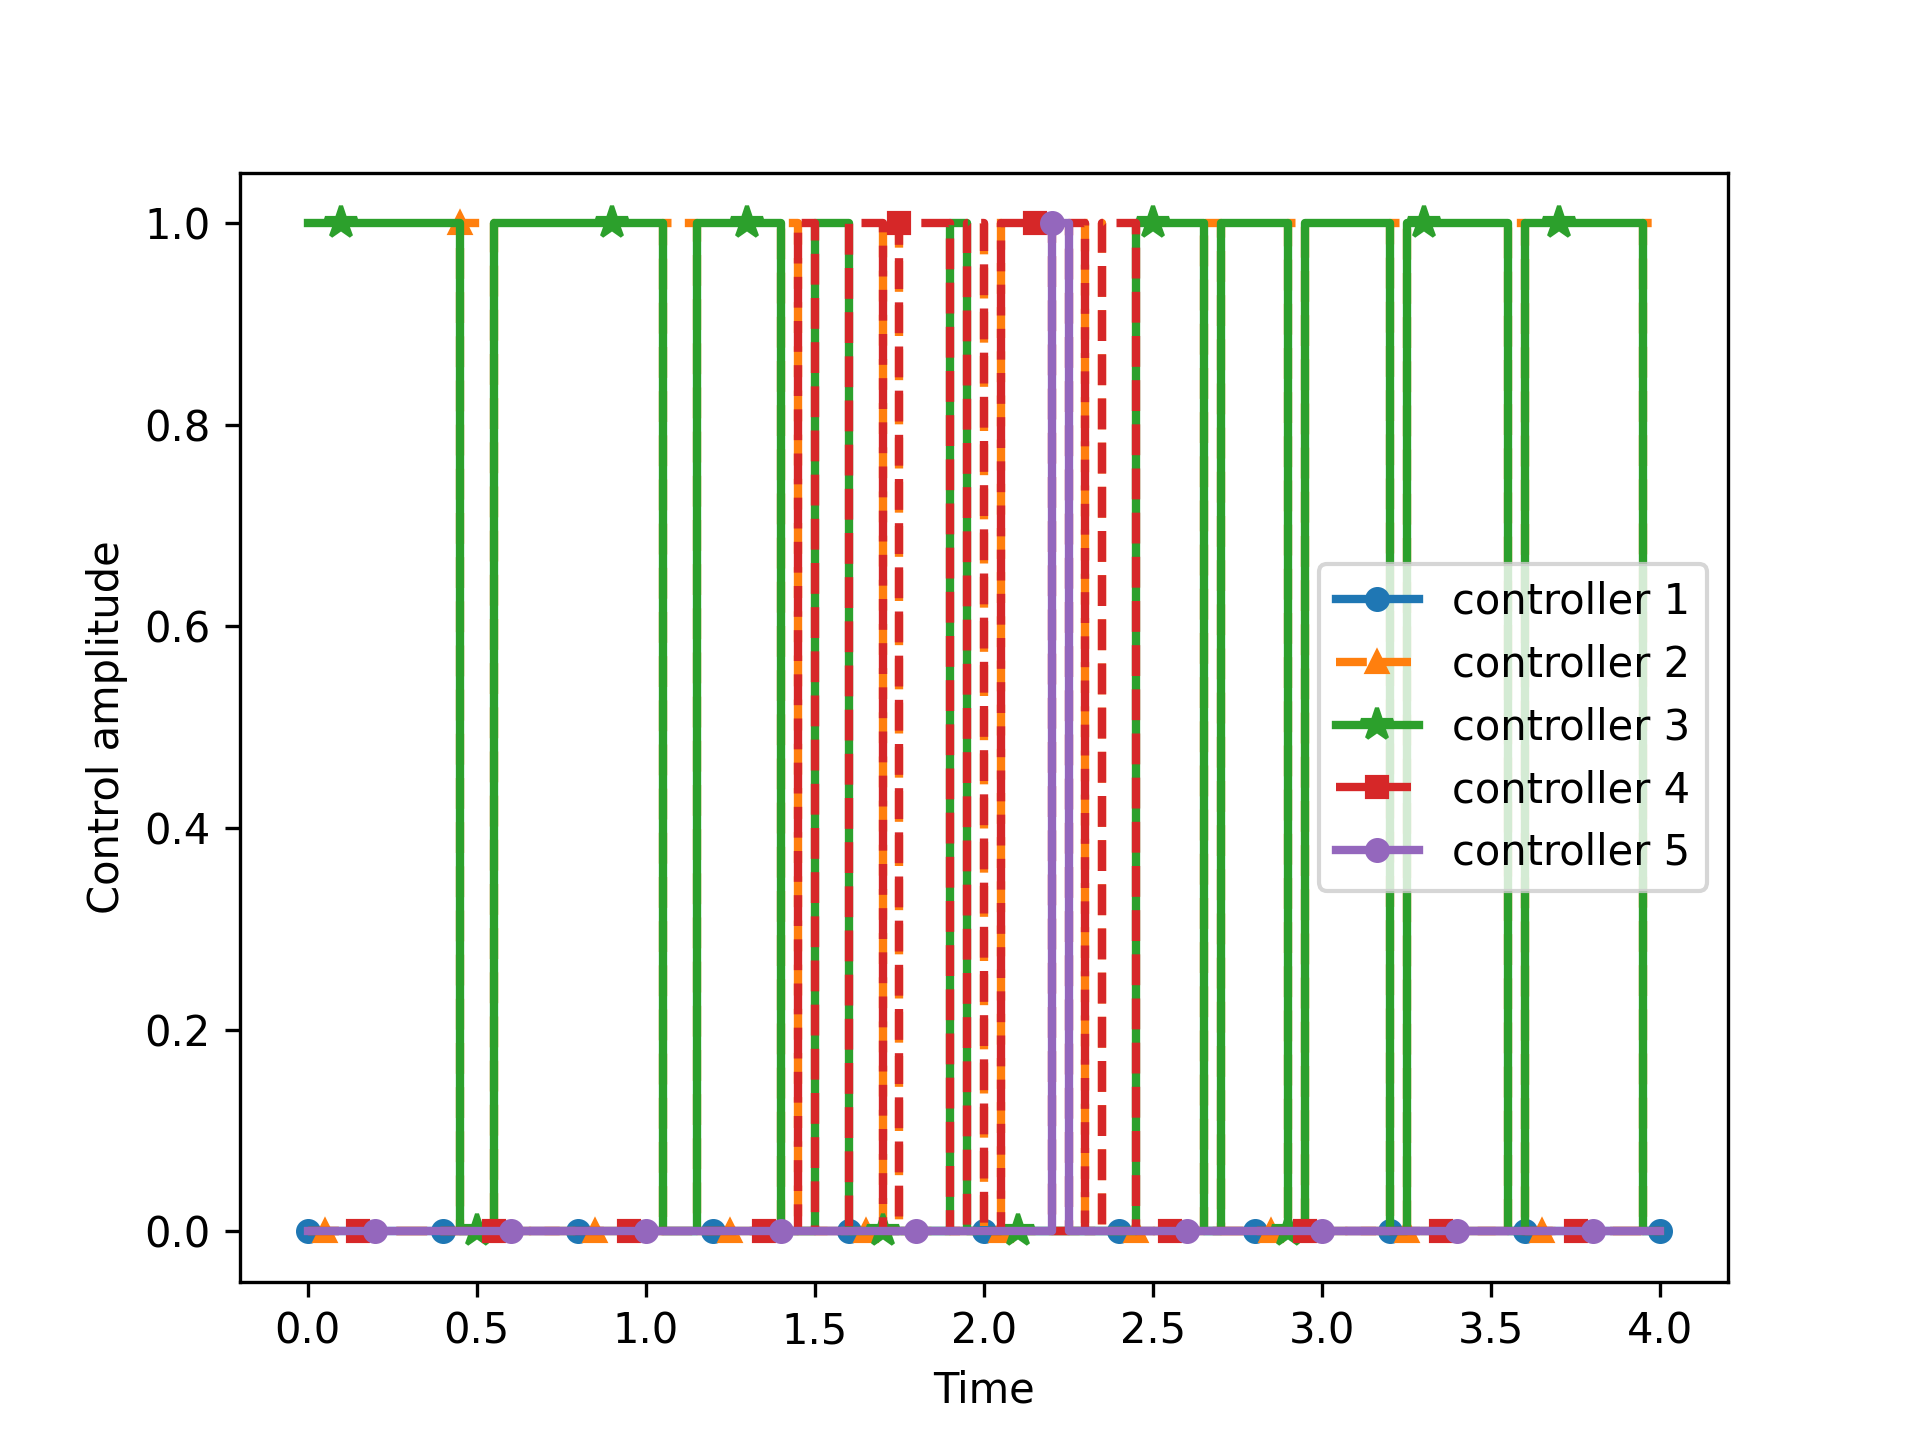 1.0
0.8
0.6
0.4
0.2
0.0
Control amplitude
controller 1
controller 2
controller 3
controller 4
controller 5
0.0 0.5 1.0 1.5 2.0 2.5 3.0 3.5 4.0
Time